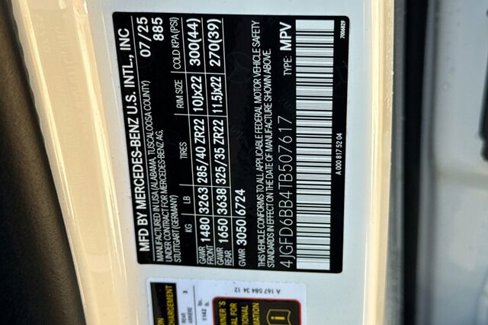 MFD BY MERCEDES-BENZ U.S. INTL., INC
MANUFACTURED IN USA (ALABAMA, TUSCALOOSA COUNTY)
BY MANUFACTURER OF MERCEDES-BENZ AG,
STUTTGART (GERMANY)
07/25
885
KG LB TIRES RIM SIZE COLD KPA (PSI)
GAWR FRONT 1480 3263 285/40 ZR22 10Jx22 300(44)
GAWR REAR 1650 3638 325/35 ZR22 11.5Jx22 270(39)
GVWR 3050 6724
THIS VEHICLE CONFORMS TO ALL APPLICABLE FEDERAL MOTOR VEHICLE SAFETY
STANDARDS IN EFFECT ON THE DATE OF MANUFACTURE SHOWN ABOVE.
4JGFD6BB4TB507617 TYPE: MPV
A 000 817 52 04
A 167 584 34 12